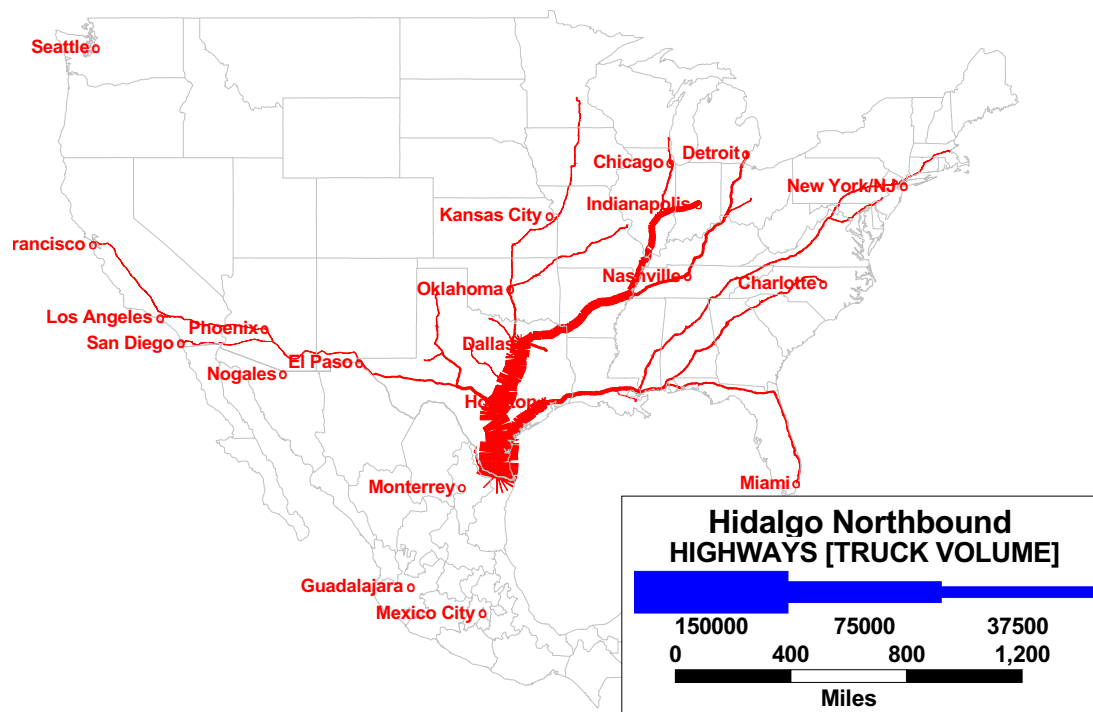 Seattle
Chicago
Detroit
New York/NJ
Indianapolis
Kansas City
rancisco
Nashville
Charlotte
Oklahoma
Los Angeles
Phoenix
San Diego
Dallas
El Paso
Nogales
Miami
Monterrey
Guadalajara
Mexico City
Hidalgo Northbound
HIGHWAYS [TRUCK VOLUME]
150000 75000 37500
0 400 800 1,200
Miles